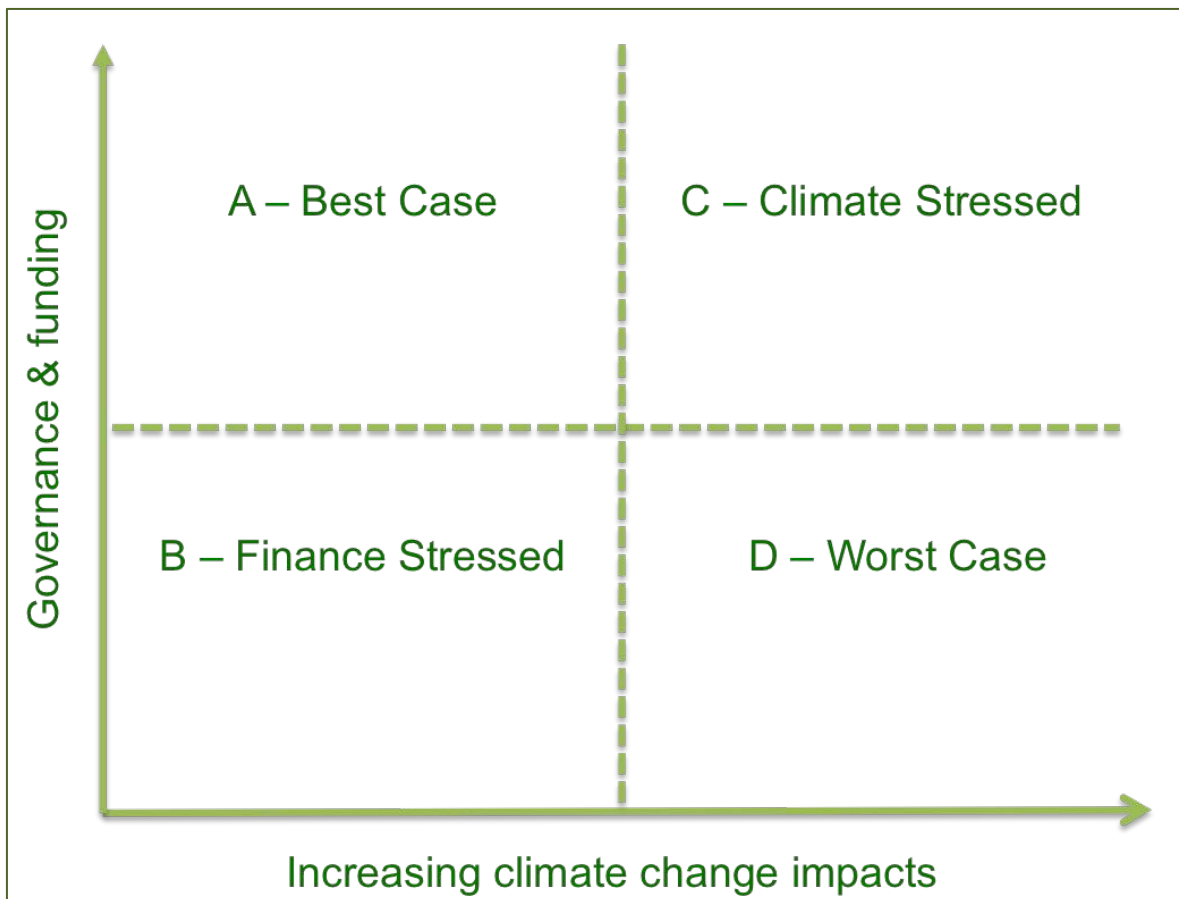 Governance & funding
A – Best Case
C – Climate Stressed
B – Finance Stressed
D – Worst Case
Increasing climate change impacts